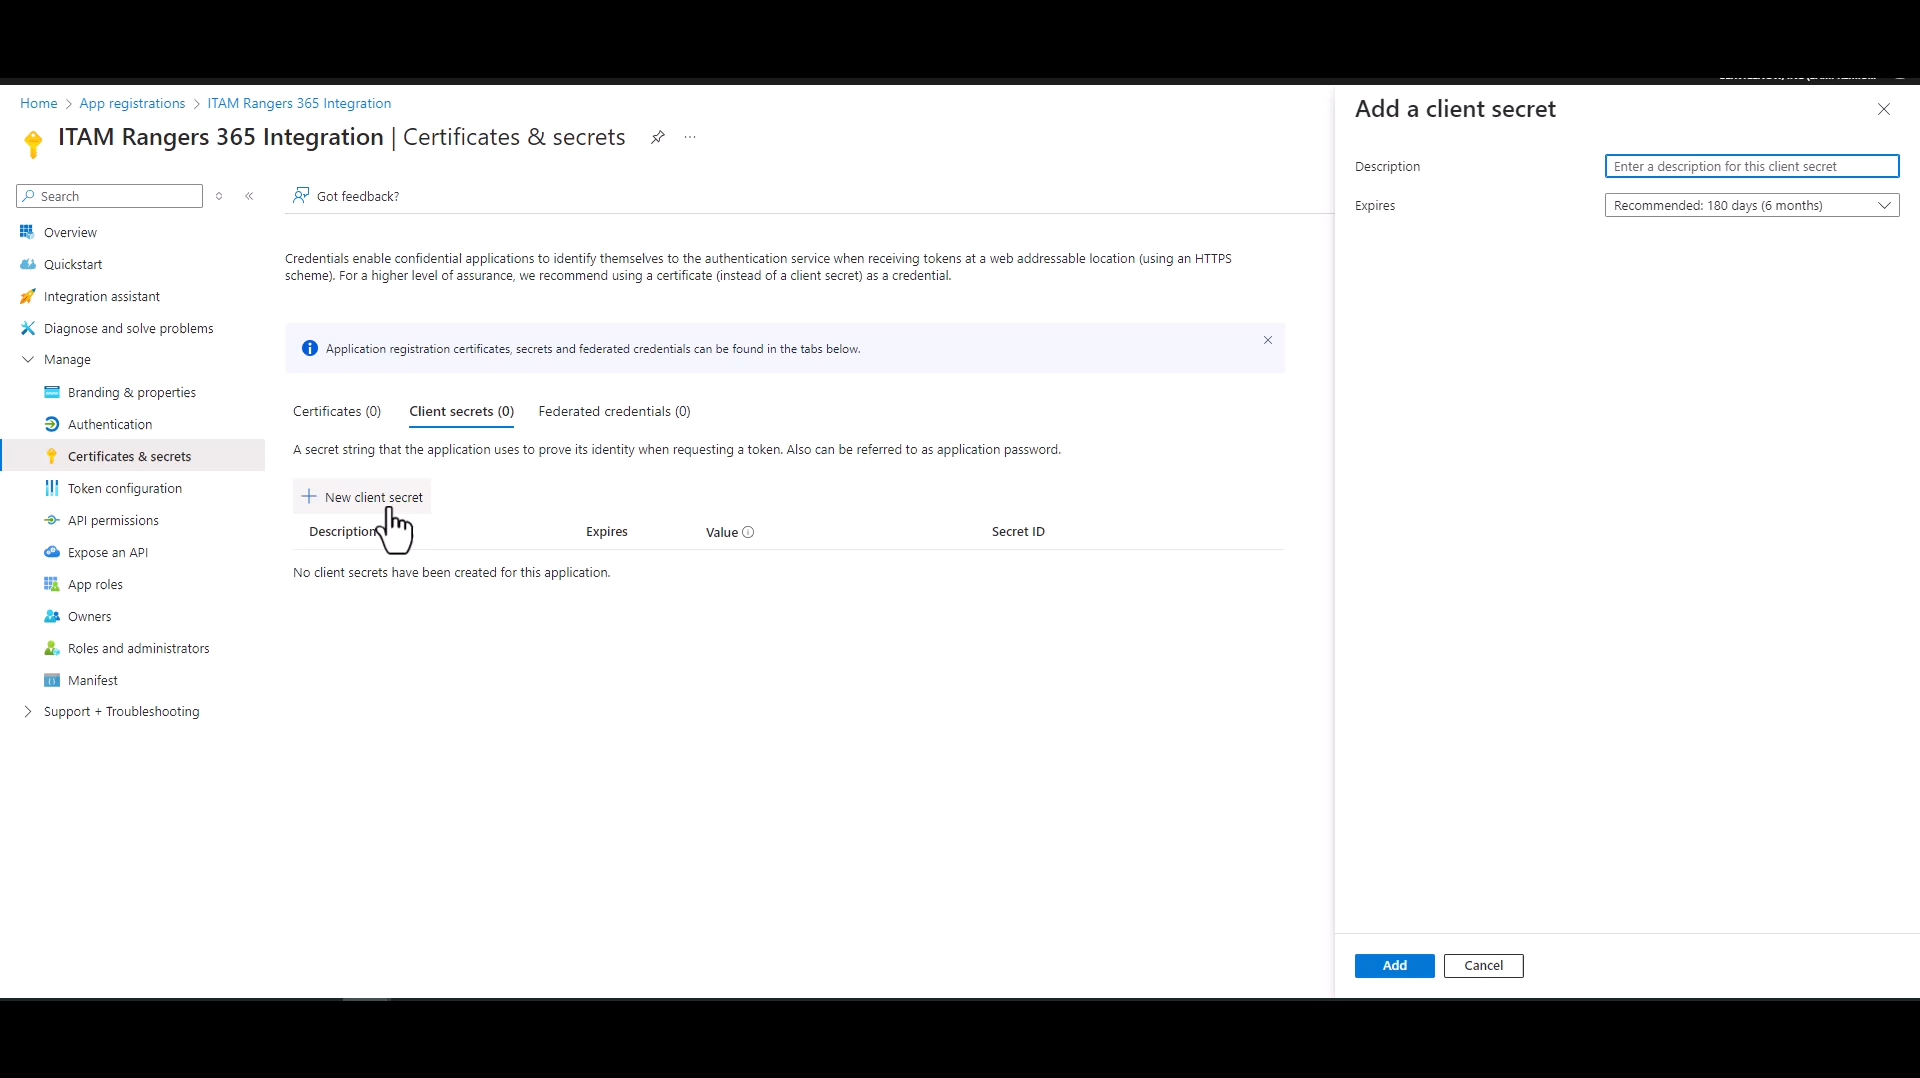 Home > App registrations > ITAM Rangers 365 Integration
ITAM Rangers 365 Integration | Certificates & secrets
Search
Overview
Quickstart
Integration assistant
Diagnose and solve problems
Manage
Branding & properties
Authentication
Certificates & secrets
Token configuration
API permissions
Expose an API
App roles
Owners
Roles and administrators
Manifest
Support + Troubleshooting
Got feedback?
Credentials enable confidential applications to identify themselves to the authentication service when receiving tokens at a web addressable location (using an HTTPS
scheme). For a higher level of assurance, we recommend using a certificate (instead of a client secret) as a credential.
Application registration certificates, secrets and federated credentials can be found in the tabs below.
Certificates (0) Client secrets (0) Federated credentials (0)
A secret string that the application uses to prove its identity when requesting a token. Also can be referred to as application password.
New client secret
Description Expires Value Secret ID
No client secrets have been created for this application.
Add a client secret
Description Enter a description for this client secret
Expires Recommended: 180 days (6 months)
Add Cancel